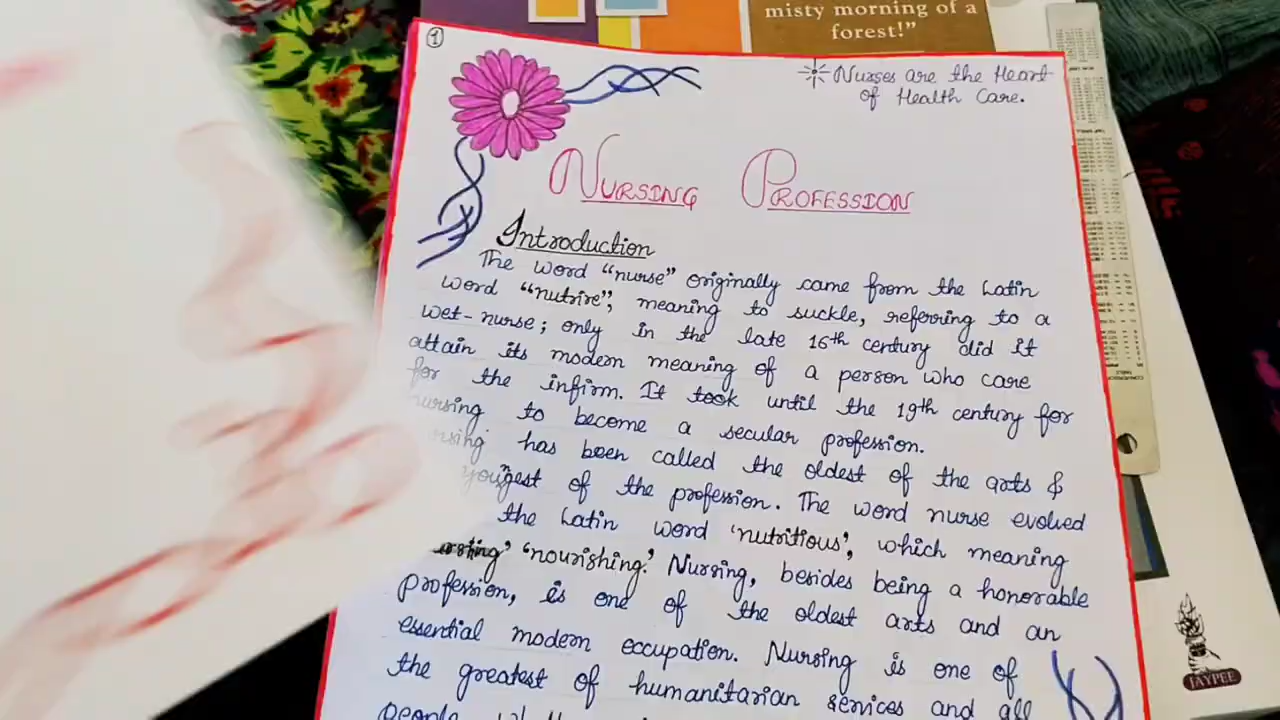 misty morning of a
forest!"
1
Nurses are the Heart
of Health Care.
NURSING PROFESSION
Introduction
The word "nurse" originally came from the Latin
word "nutrire", meaning to suckle, referring to a
wet-nurse; only in the late 16th century did it
attain its modern meaning of a person who care
for the infirm. It took until the 19th century for
nursing to become a secular profession.
has been called the oldest of the arts &
youngest of the profession. The word nurse evolved
the Latin word 'nutritious', which meaning
'nourishing'. Nursing, besides being a honorable
profession, is one of the oldest arts and an
essential modern occupation. Nursing is one of
the greatest of humanitarian services and all
people
JAYPEE